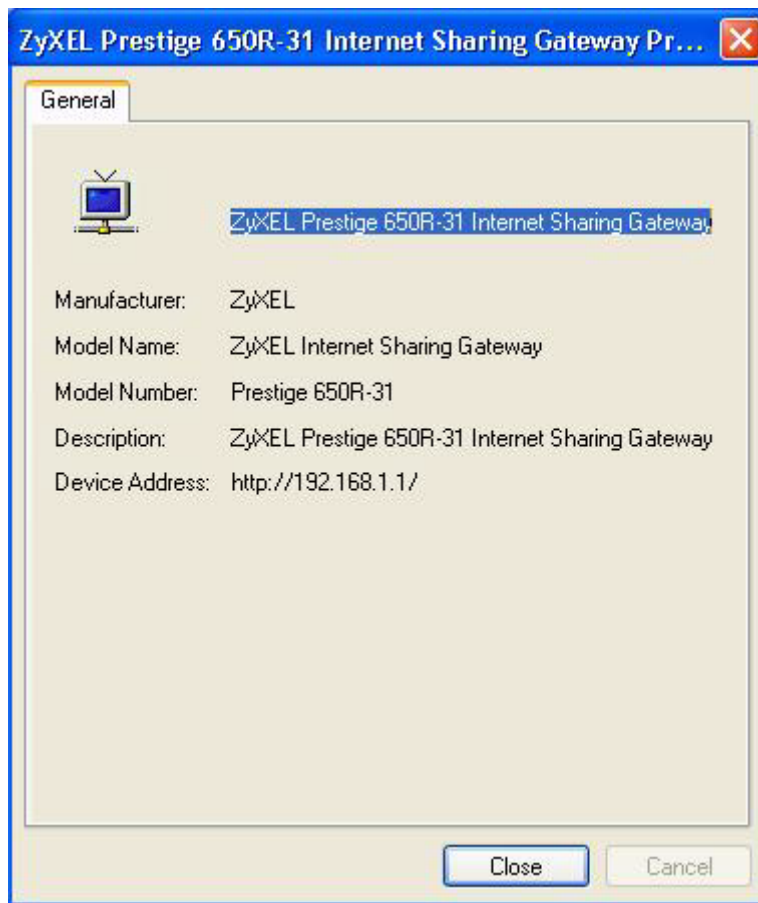 ZyXEL Prestige 650R-31 Internet Sharing Gateway Pr...
General
ZyXEL Prestige 650R-31 Internet Sharing Gateway
Manufacturer: ZyXEL
Model Name: ZyXEL Internet Sharing Gateway
Model Number: Prestige 650R-31
Description: ZyXEL Prestige 650R-31 Internet Sharing Gateway
Device Address: http://192.168.1.1/
Close Cancel